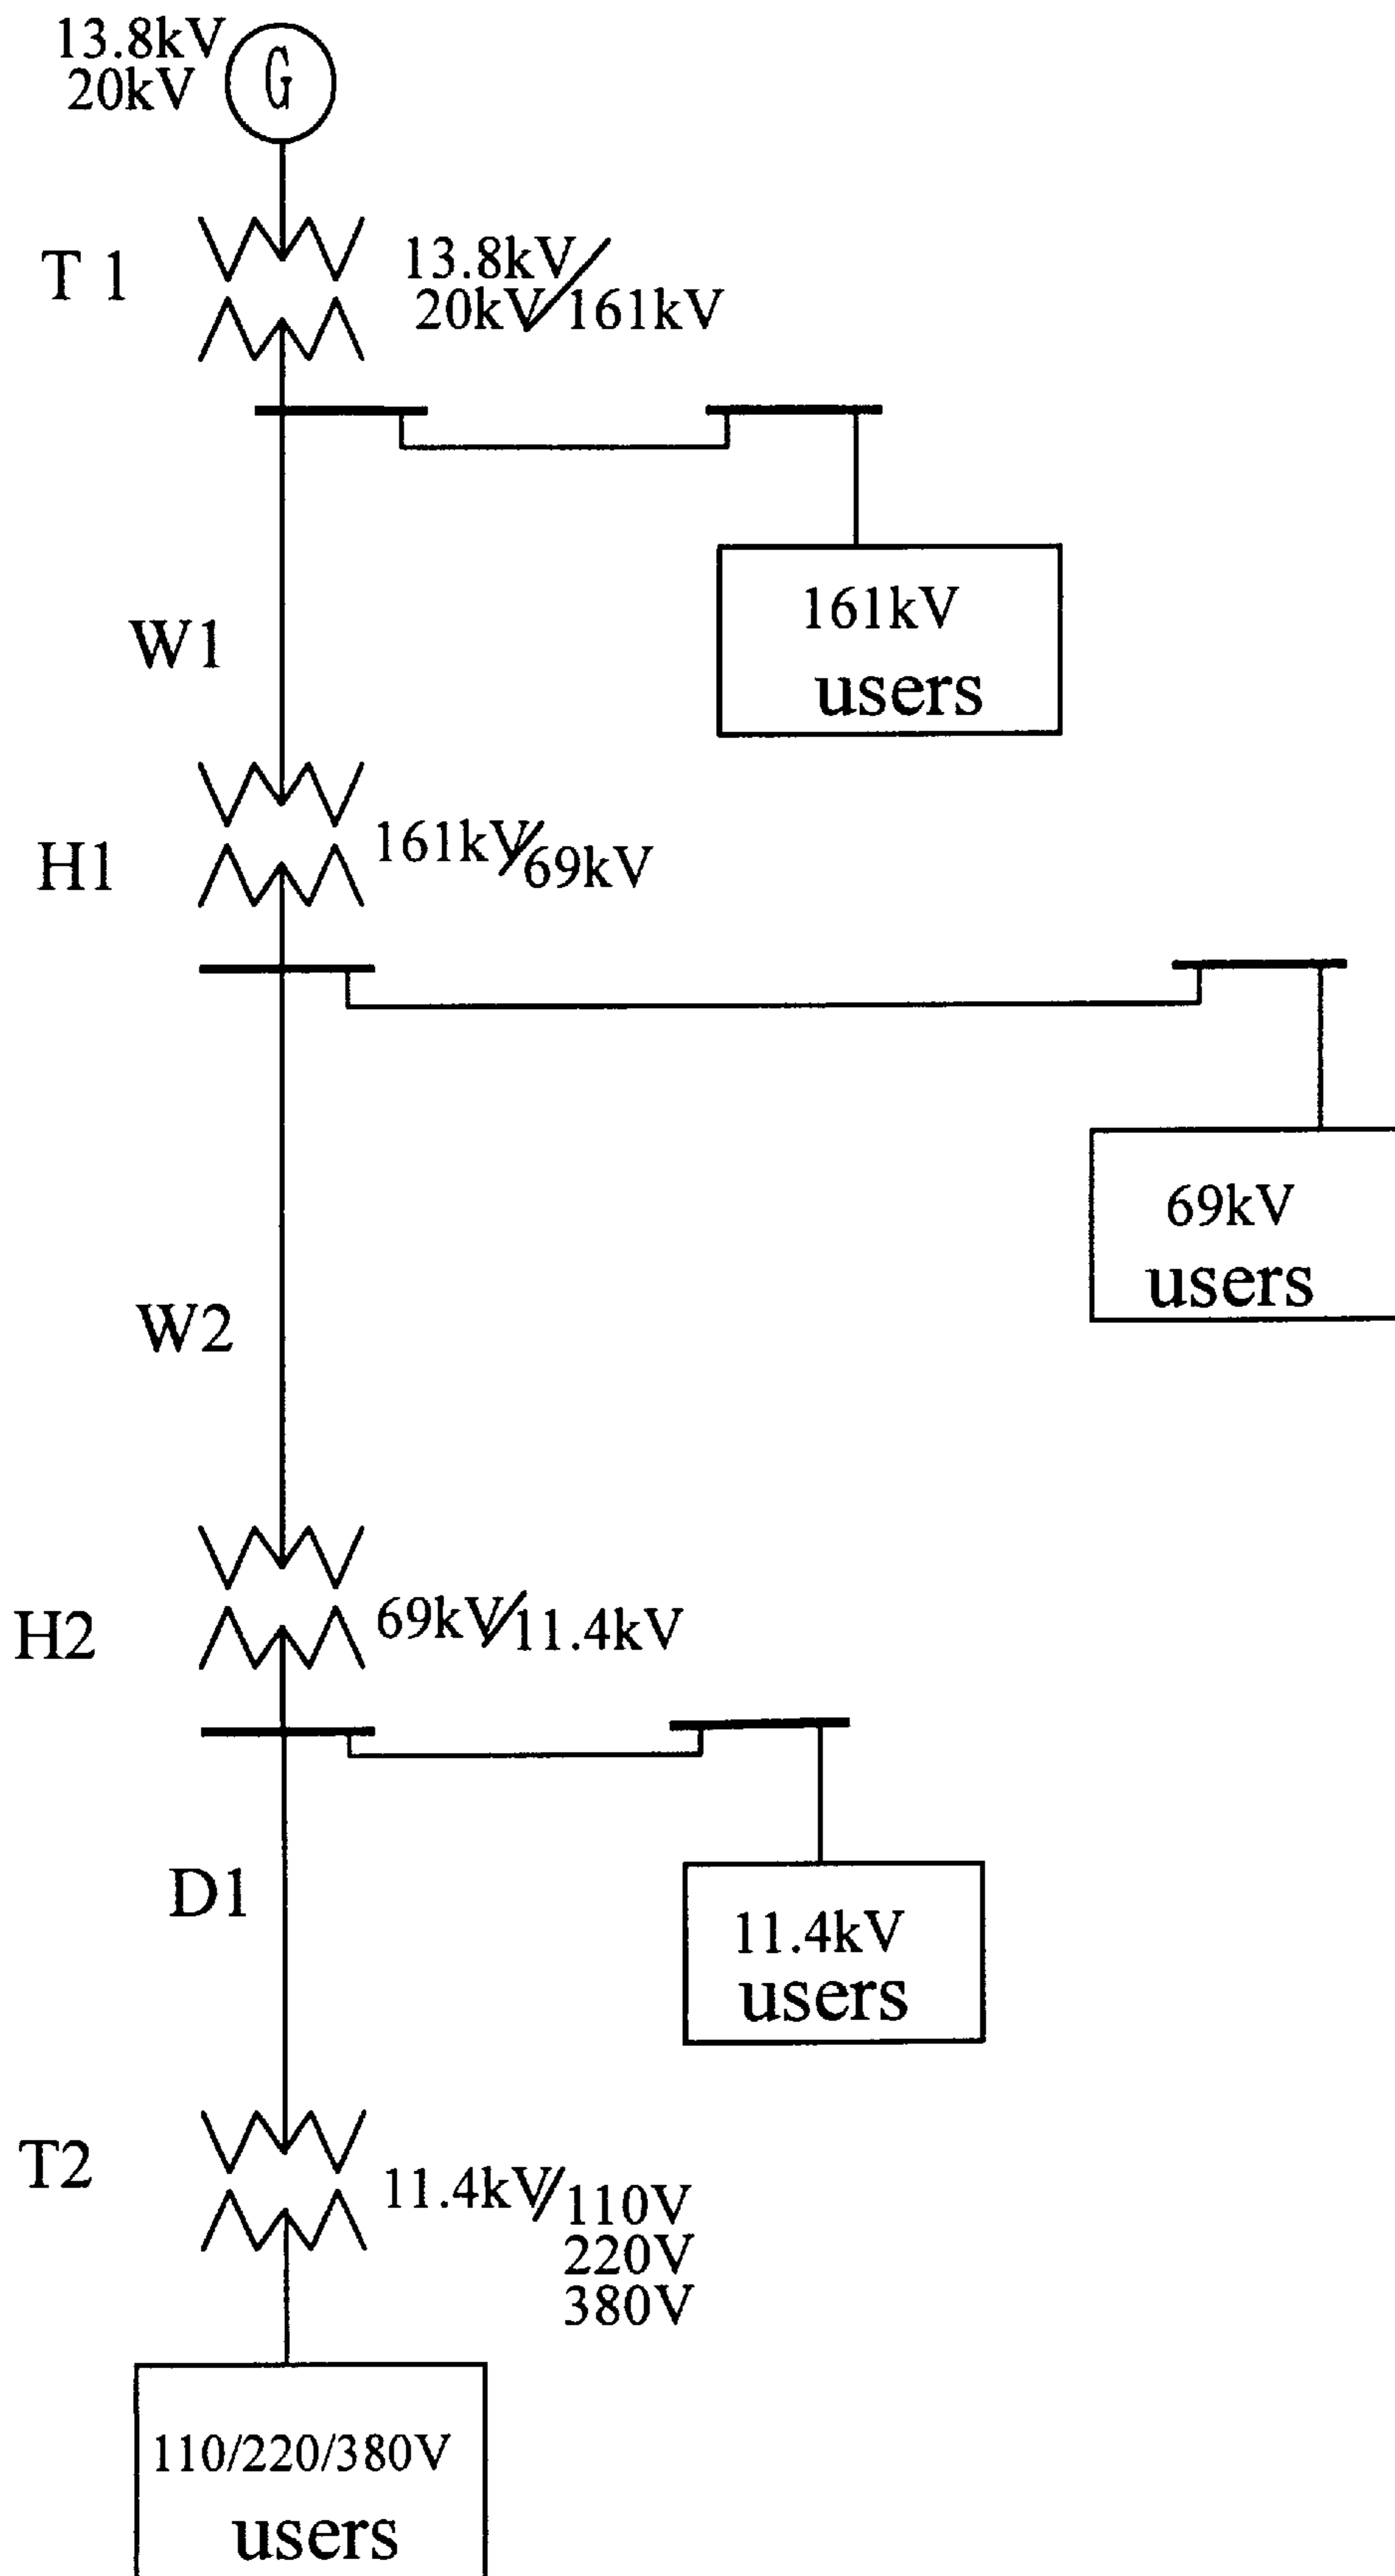 13.8kV
20kV
G
T 1
13.8kV/
20kV/161kV
161kV
users
W1
H1
161kV/69kV
69kV
users
W2
H2
69kV/11.4kV
D1
11.4kV
users
T2
11.4kV/110V
220V
380V
110/220/380V
users